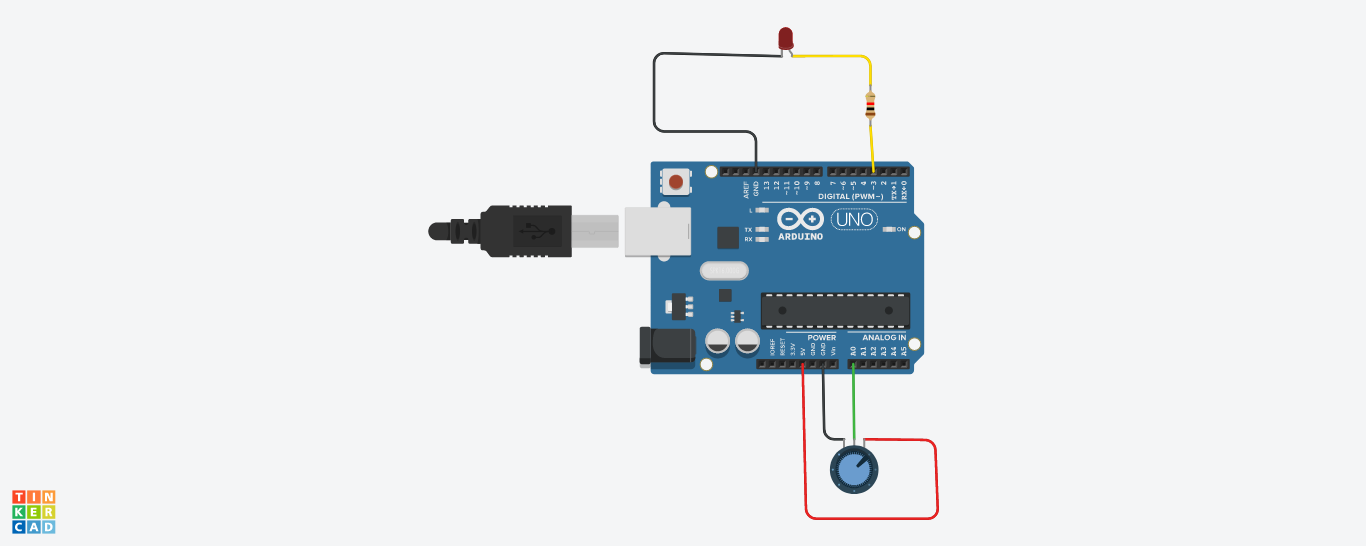 AREF
GND
13
12
~11
~10
~9
8
7
~6
~5
4
~3
2
TX→1
RX←0
DIGITAL (PWM~)
L
TX
RX
ARDUINO
UNO
ON
POWER
ANALOG IN
IOREF
RESET
3.3V
5V
GND
GND
Vin
A0
A1
A2
A3
A4
A5
TIN
KER
CAD